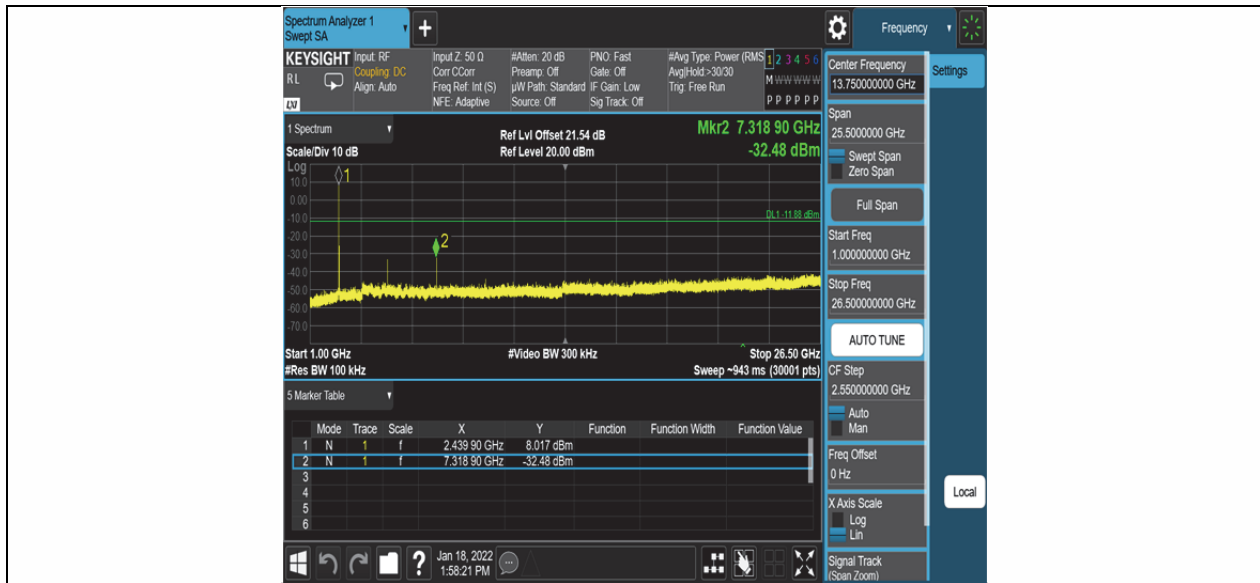 Spectrum Analyzer 1
Swept SA
+
Frequency
KEYSIGHT
RL
LXI
Input: RF
Coupling: DC
Align: Auto
Input Z: 50 Ω
Corr CCorr
Freq Ref: Int (S)
NFE: Adaptive
#Atten: 20 dB
Preamp: Off
µW Path: Standard
Source: Off
PNO: Fast
Gate: Off
IF Gain: Low
Sig Track: Off
#Avg Type: Power (RMS
Avg|Hold:>30/30
Trig: Free Run
1 2 3 4 5 6
M W W W W W
P P P P P P
1 Spectrum
Scale/Div 10 dB
Ref Lvl Offset 21.54 dB
Ref Level 20.00 dBm
Mkr2 7.318 90 GHz
-32.48 dBm
Log
10.0
0.00
-10.0
-20.0
-30.0
-40.0
-50.0
-60.0
-70.0
1
2
DL1 -11.88 dBm
Start 1.00 GHz
#Res BW 100 kHz
#Video BW 300 kHz
Stop 26.50 GHz
Sweep ~943 ms (30001 pts)
5 Marker Table
Mode Trace Scale X Y Function Function Width Function Value
1 N 1 f 2.439 90 GHz 8.017 dBm
2 N 1 f 7.318 90 GHz -32.48 dBm
3
4
5
6
?
Jan 18, 2022
1:58:21 PM
Center Frequency
13.750000000 GHz
Span
25.5000000 GHz
Swept Span
Zero Span
Full Span
Start Freq
1.000000000 GHz
Stop Freq
26.500000000 GHz
AUTO TUNE
CF Step
2.550000000 GHz
Auto
Man
Freq Offset
0 Hz
X Axis Scale
Log
Lin
Signal Track
(Span Zoom)
Settings
Local